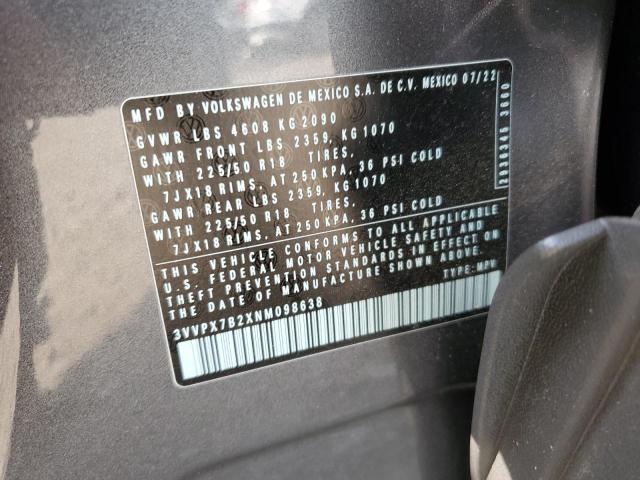 MFD BY VOLKSWAGEN DE MEXICO S.A. DE C.V. MEXICO 07/22
GVWR LBS 4608 KG 2090
GAWR FRONT LBS 2359, KG 1070
WITH 225/50 R18 TIRES,
7JX18 RIMS, AT 250 KPA, 36 PSI COLD
GAWR REAR LBS 2359, KG 1070
WITH 225/50 R18 TIRES,
7JX18 RIMS, AT 250 KPA, 36 PSI COLD
THIS VEHICLE CONFORMS TO ALL APPLICABLE
U.S. FEDERAL MOTOR VEHICLE SAFETY AND
THEFT PREVENTION STANDARDS IN EFFECT ON
THE DATE OF MANUFACTURE SHOWN ABOVE.
TYPE: MPV
3VVPX7B2XNM098638